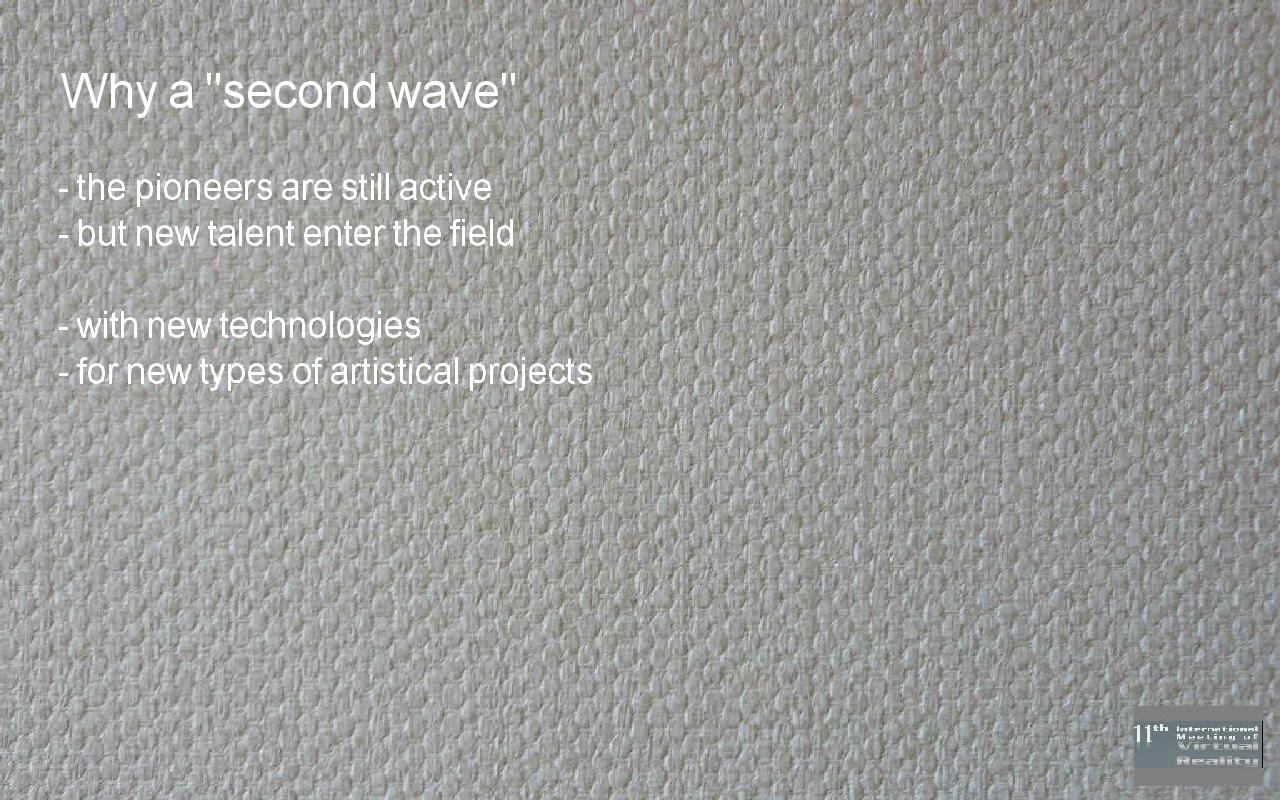 Why a "second wave"
- the pioneers are still active
- but new talent enter the field
- with new technologies
- for new types of artistical projects
11th International
Meeting of
Virtual
Reality